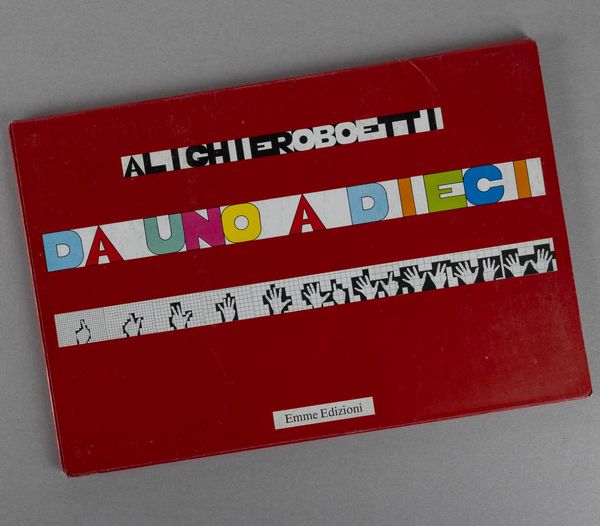 ALIGHIEROBOETTI
DA UNO A DIECI
Emme Edizioni